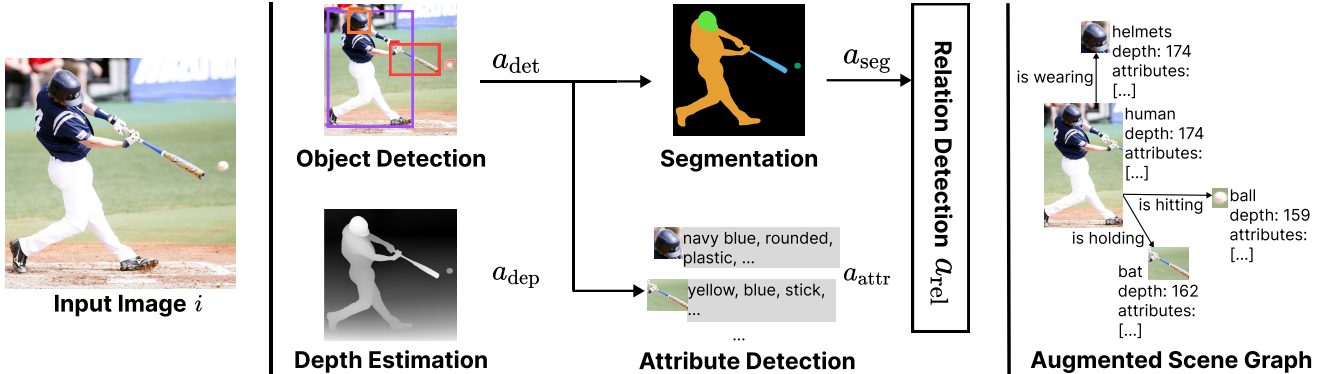 Input Image i
Object Detection
a_det
Segmentation
a_seg
Depth Estimation
a_dep
navy blue, rounded,
plastic, ...
yellow, blue, stick,
...
...
Attribute Detection
a_attr
Relation Detection a_rel
helmets
depth: 174
attributes:
[...]
is wearing
human
depth: 174
attributes:
[...]
is hitting
ball
depth: 159
attributes:
[...]
is holding
bat
depth: 162
attributes:
[...]
Augmented Scene Graph